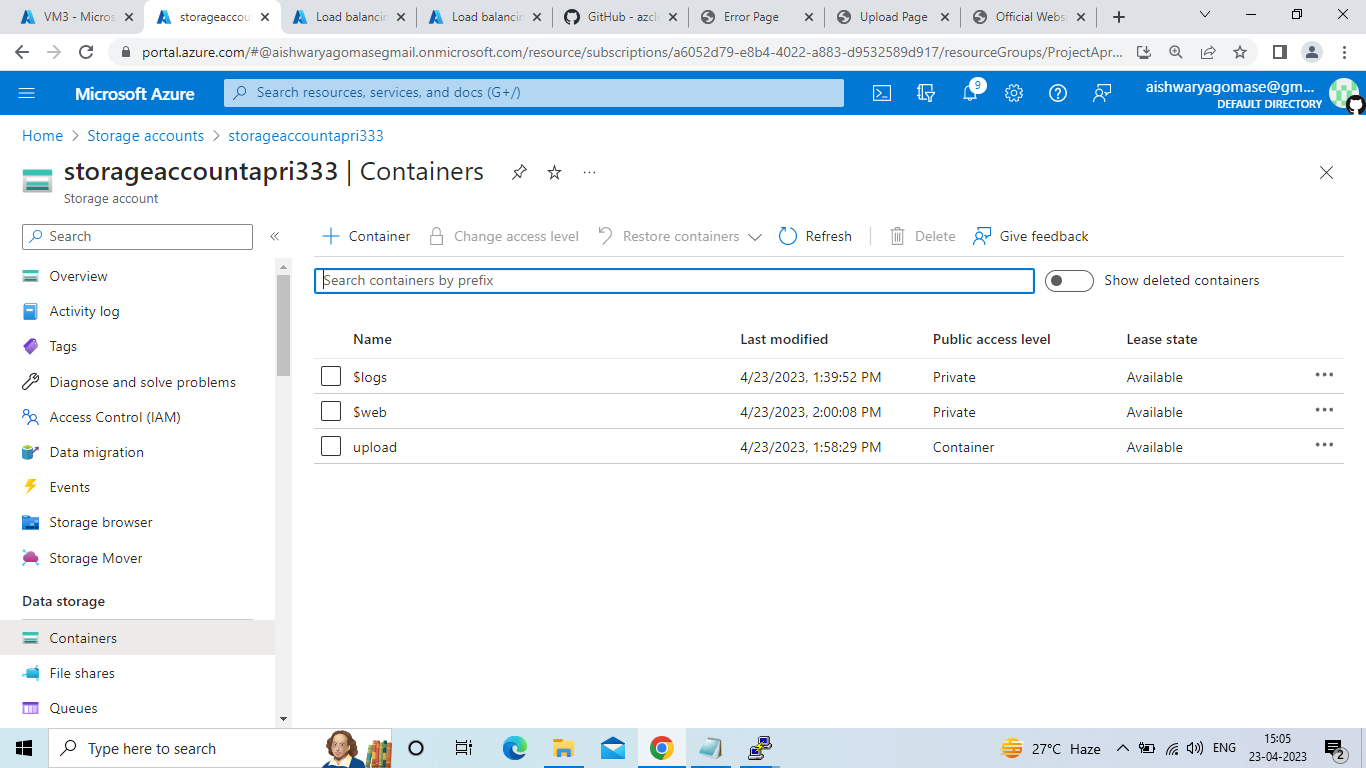 VM3 - Micros
storageaccou
Load balancin
Load balancin
GitHub - azcl
Error Page
Upload Page
Official Webs
portal.azure.com/#@aishwaryagomasegmail.onmicrosoft.com/resource/subscriptions/a6052d79-e8b4-4022-a883-d9532589d917/resourceGroups/ProjectApr...
Microsoft Azure
Search resources, services, and docs (G+/)
9
aishwaryagomase@gm...
DEFAULT DIRECTORY
Home > Storage accounts > storageaccountapri333
storageaccountapri333 | Containers
Storage account
Search
Container
Change access level
Restore containers
Refresh
Delete
Give feedback
Search containers by prefix
Show deleted containers
Overview
Activity log
Tags
Diagnose and solve problems
Access Control (IAM)
Data migration
Events
Storage browser
Storage Mover
Data storage
Containers
File shares
Queues
Name Last modified Public access level Lease state
$logs 4/23/2023, 1:39:52 PM Private Available
$web 4/23/2023, 2:00:08 PM Private Available
upload 4/23/2023, 1:58:29 PM Container Available
Type here to search
27°C Haze
ENG
15:05
23-04-2023
2